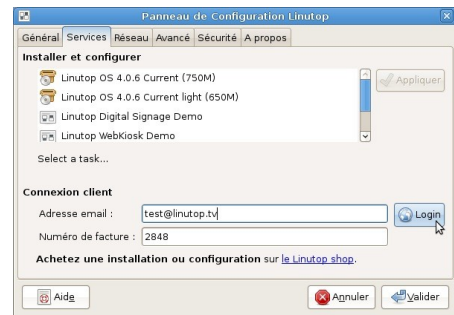 Panneau de Configuration Linutop
Général Services Réseau Avancé Sécurité A propos
Installer et configurer
Linutop OS 4.0.6 Current (750M)
Appliquer
Linutop OS 4.0.6 Current light (650M)
Linutop Digital Signage Demo
Linutop WebKiosk Demo
Select a task...
Connexion client
Adresse email : test@linutop.tv
Login
Numéro de facture : 2848
Achetez une installation ou configuration sur le Linutop shop.
Aide Annuler Valider